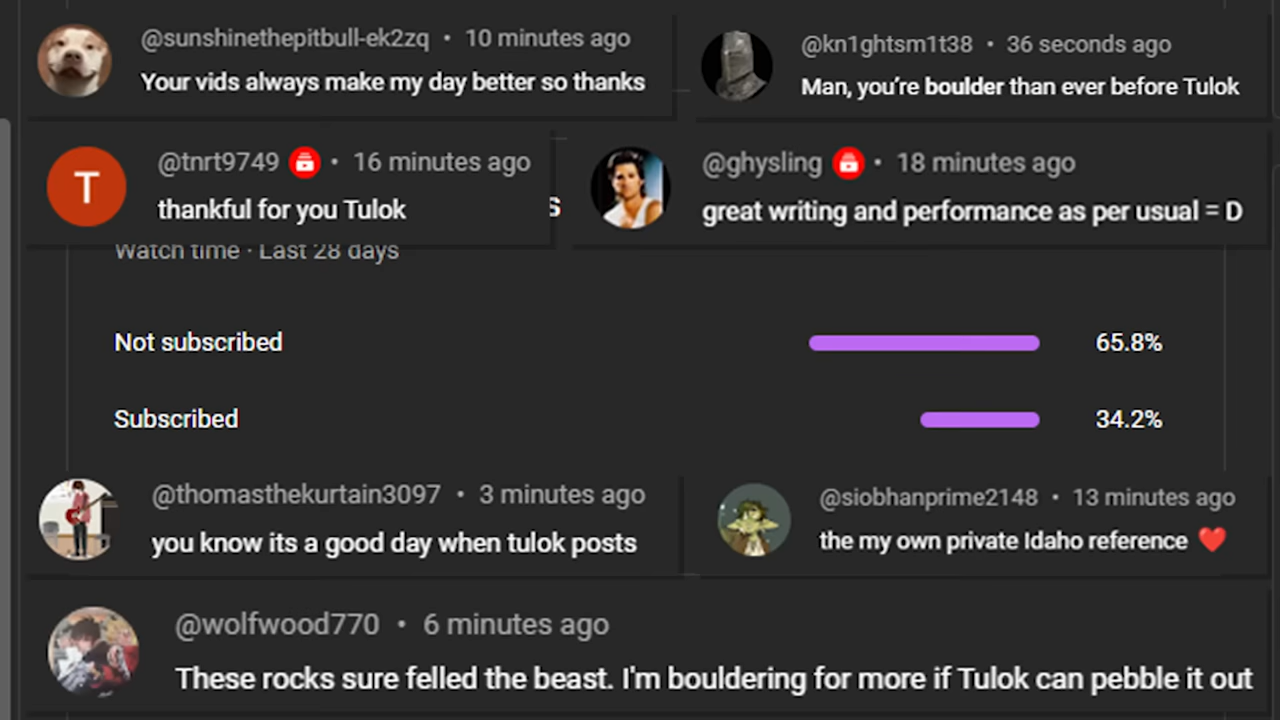 @sunshinethepitbull-ek2zq • 10 minutes ago
Your vids always make my day better so thanks
@kn1ghtsm1t38 • 36 seconds ago
Man, you're boulder than ever before Tulok
T
@tnrt9749 • 16 minutes ago
thankful for you Tulok
s
@ghysling • 18 minutes ago
great writing and performance as per usual = D
Watch time · Last 28 days
Not subscribed 65.8%
Subscribed 34.2%
@thomasthekurtain3097 • 3 minutes ago
you know its a good day when tulok posts
@siobhanprime2148 • 13 minutes ago
the my own private Idaho reference ❤️
@wolfwood770 • 6 minutes ago
These rocks sure felled the beast. I'm bouldering for more if Tulok can pebble it out